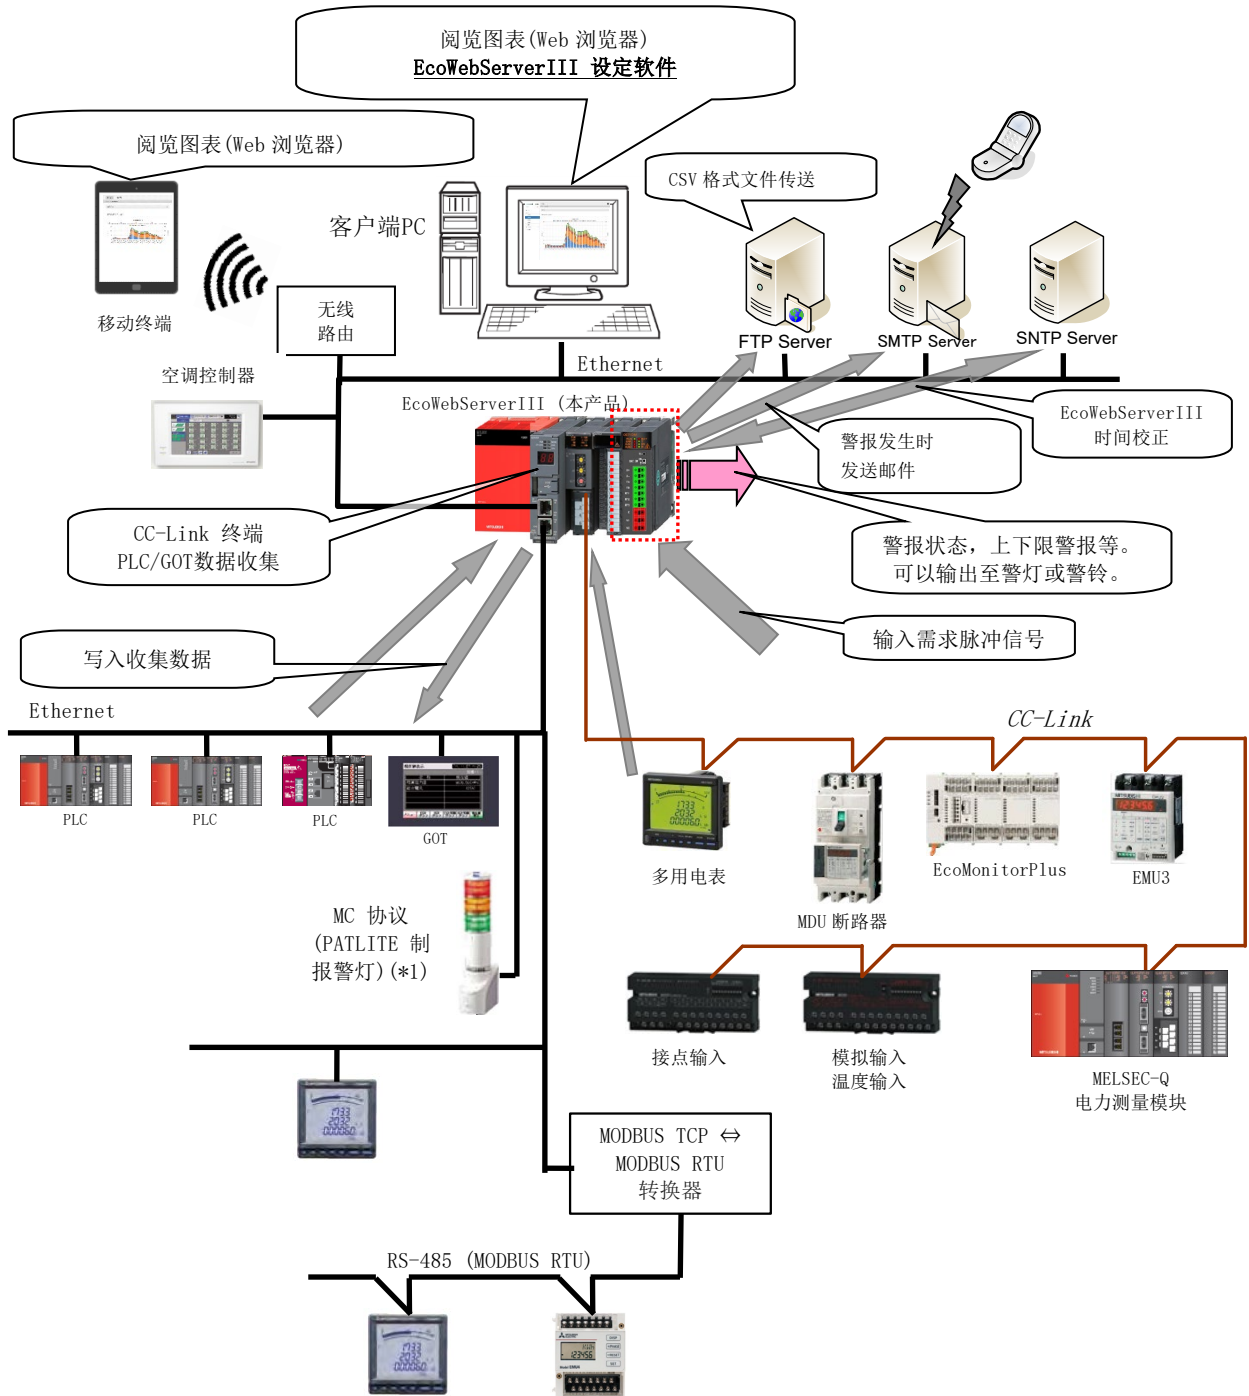 阅览图表(Web 浏览器)
EcoWebServerIII 设定软件
阅览图表(Web 浏览器)
CSV 格式文件传送
客户端PC
移动终端
无线
路由
FTP Server
SMTP Server
SNTP Server
Ethernet
空调控制器
EcoWebServerIII (本产品)
EcoWebServerIII
时间校正
警报发生时
发送邮件
CC-Link 终端
PLC/GOT数据收集
警报状态，上下限警报等。
可以输出至警灯或警铃。
写入收集数据
输入需求脉冲信号
Ethernet
CC-Link
PLC
PLC
PLC
GOT
多用电表
MDU 断路器
EcoMonitorPlus
EMU3
MC 协议
(PATLITE 制
报警灯)(*1)
接点输入
模拟输入
温度输入
MELSEC-Q
电力测量模块
MODBUS TCP ⇔
MODBUS RTU
转换器
RS-485 (MODBUS RTU)